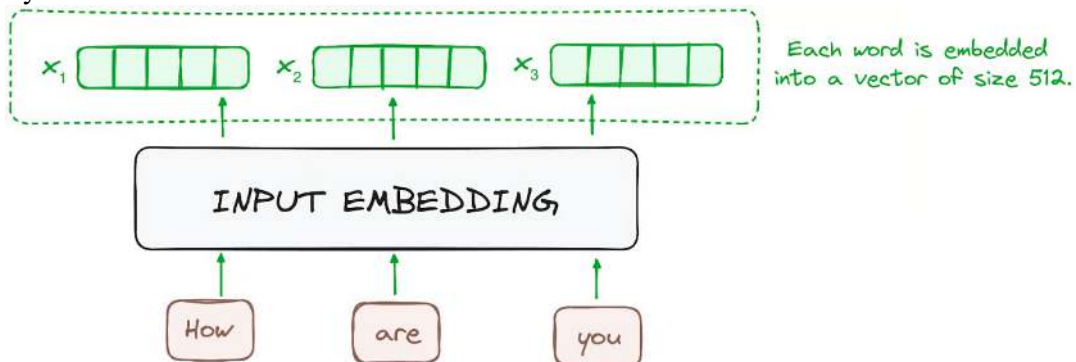 x₁
x₂
x₃
Each word is embedded
into a vector of size 512.
INPUT EMBEDDING
How
are
you